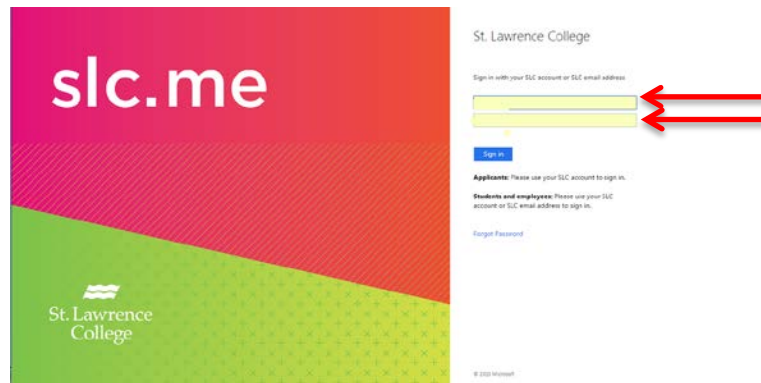 slc.me
St. Lawrence
College
St. Lawrence College
Sign in with your SLC account or SLC email address
Sign in
Applicants: Please use your SLC account to sign in.
Students and employees: Please use your SLC
account or SLC email address to sign in.
Forgot Password
© 2020 Microsoft